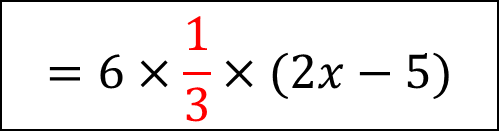 = 6 × 1/3 × (2x − 5)